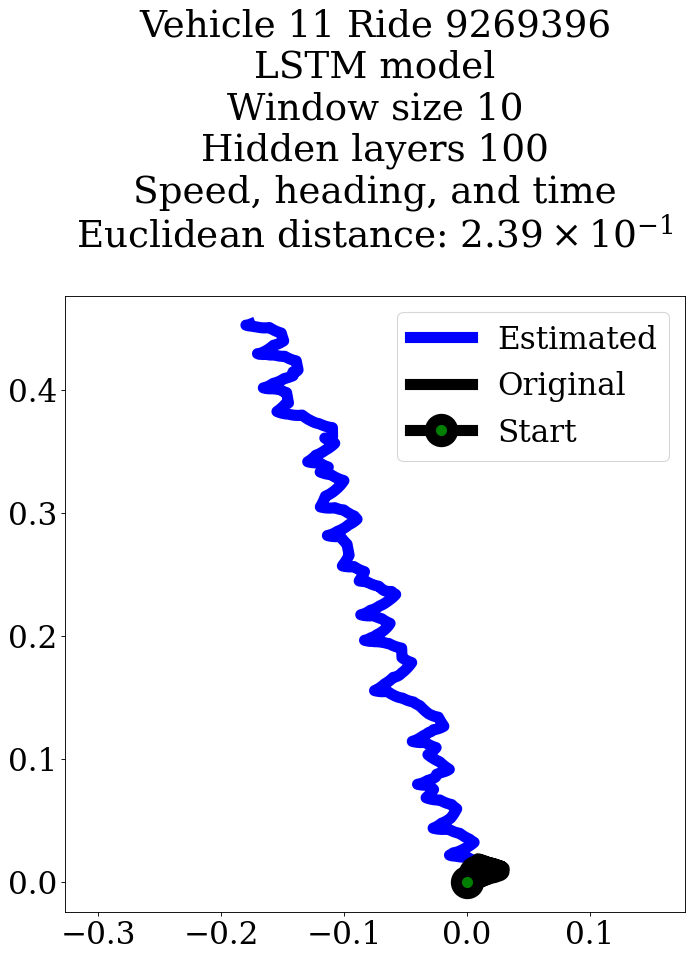 Vehicle 11 Ride 9269396
LSTM model
Window size 10
Hidden layers 100
Speed, heading, and time
Euclidean distance: 2.39 × 10⁻¹
Estimated
Original
Start
0.4
0.3
0.2
0.1
0.0
−0.3 −0.2 −0.1 0.0 0.1